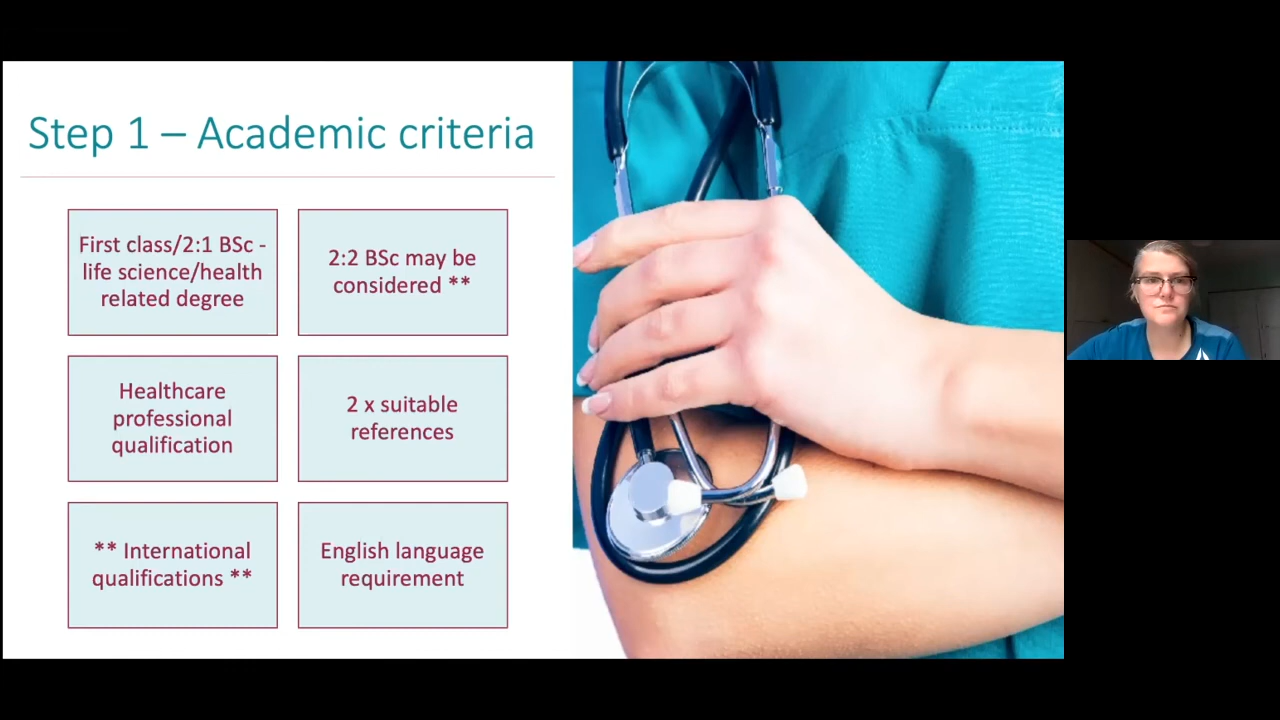 Step 1 – Academic criteria
First class/2:1 BSc -
life science/health
related degree
2:2 BSc may be
considered **
Healthcare
professional
qualification
2 x suitable
references
** International
qualifications **
English language
requirement